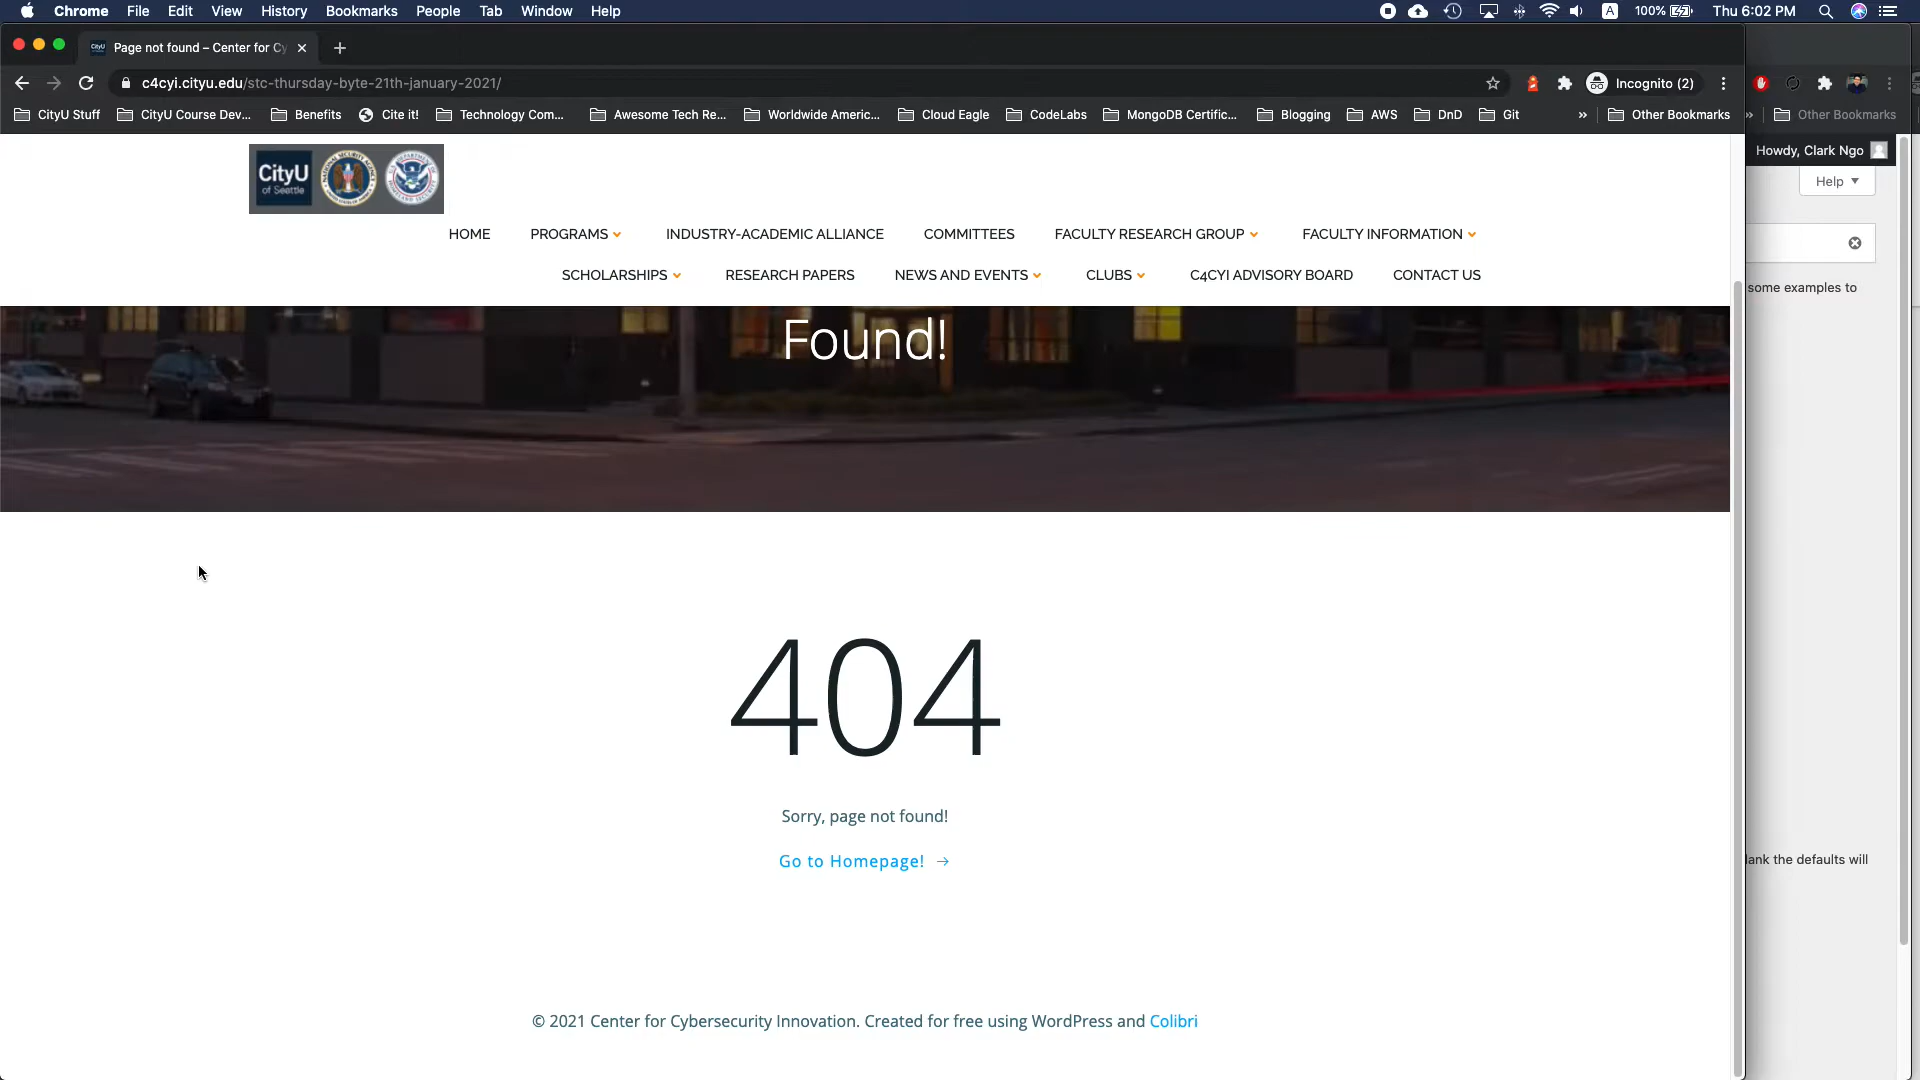 Chrome File Edit View History Bookmarks People Tab Window Help A 100% Thu 6:02 PM
CityU Page not found – Center for Cy
c4cyi.cityu.edu/stc-thursday-byte-21th-january-2021/ Incognito (2)
CityU Stuff CityU Course Dev... Benefits Cite it! Technology Com... Awesome Tech Re... Worldwide Americ... Cloud Eagle CodeLabs MongoDB Certific... Blogging AWS DnD Git » Other Bookmarks » Other Bookmarks
Howdy, Clark Ngo
Help
CityU
of Seattle
HOME PROGRAMS INDUSTRY-ACADEMIC ALLIANCE COMMITTEES FACULTY RESEARCH GROUP FACULTY INFORMATION
SCHOLARSHIPS RESEARCH PAPERS NEWS AND EVENTS CLUBS C4CYI ADVISORY BOARD CONTACT US
some examples to
Found!
404
Sorry, page not found!
Go to Homepage! →
lank the defaults will
© 2021 Center for Cybersecurity Innovation. Created for free using WordPress and Colibri